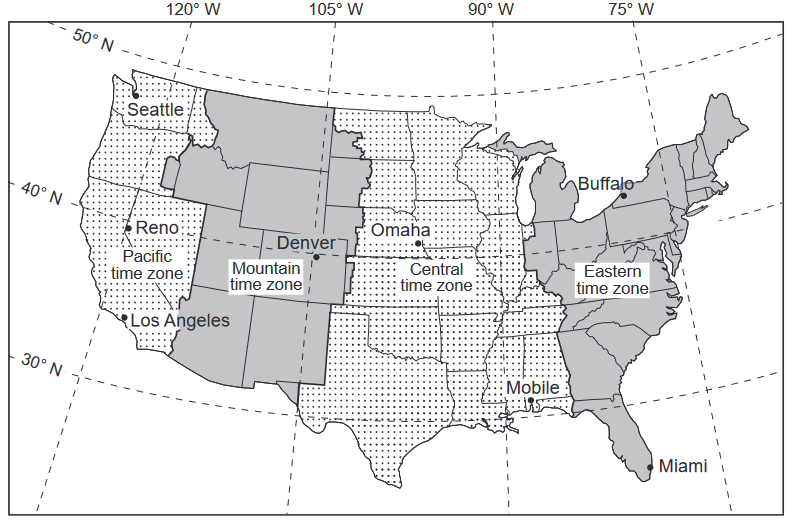 120° W
105° W
90° W
75° W
50° N
Seattle
40° N
Buffalo
Reno
Omaha
Denver
Pacific
time zone
Mountain
time zone
Central
time zone
Eastern
time zone
Los Angeles
30° N
Mobile
Miami